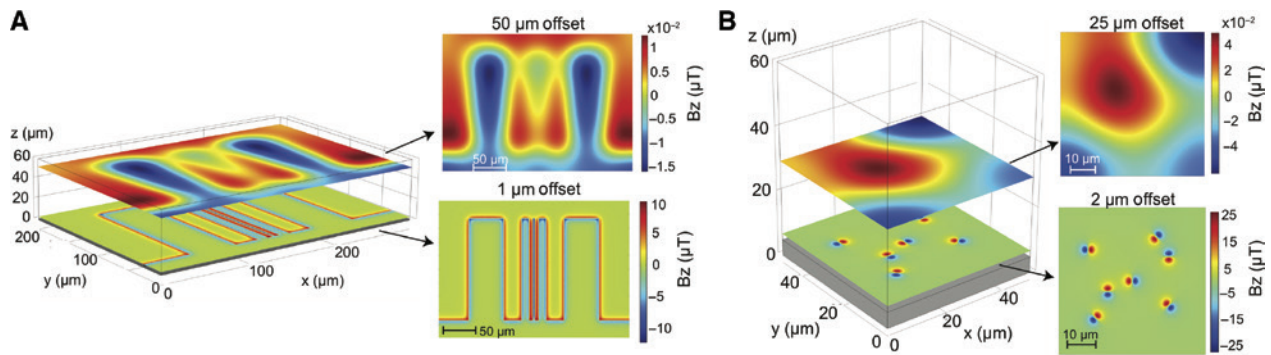 A
50 µm offset
×10⁻²
1
0.5
0
−0.5
−1
−1.5
Bz (µT)
50 µm
z (µm)
60
40
20
0
200
100
0
y (µm)
0
100
200
x (µm)
1 µm offset
10
5
0
−5
−10
Bz (µT)
50 µm
B
z (µm)
60
40
20
0
40
20
0
y (µm)
0
20
40
x (µm)
25 µm offset
×10⁻²
4
2
0
−2
−4
Bz (µT)
10 µm
2 µm offset
25
15
5
−5
−15
−25
Bz (µT)
10 µm